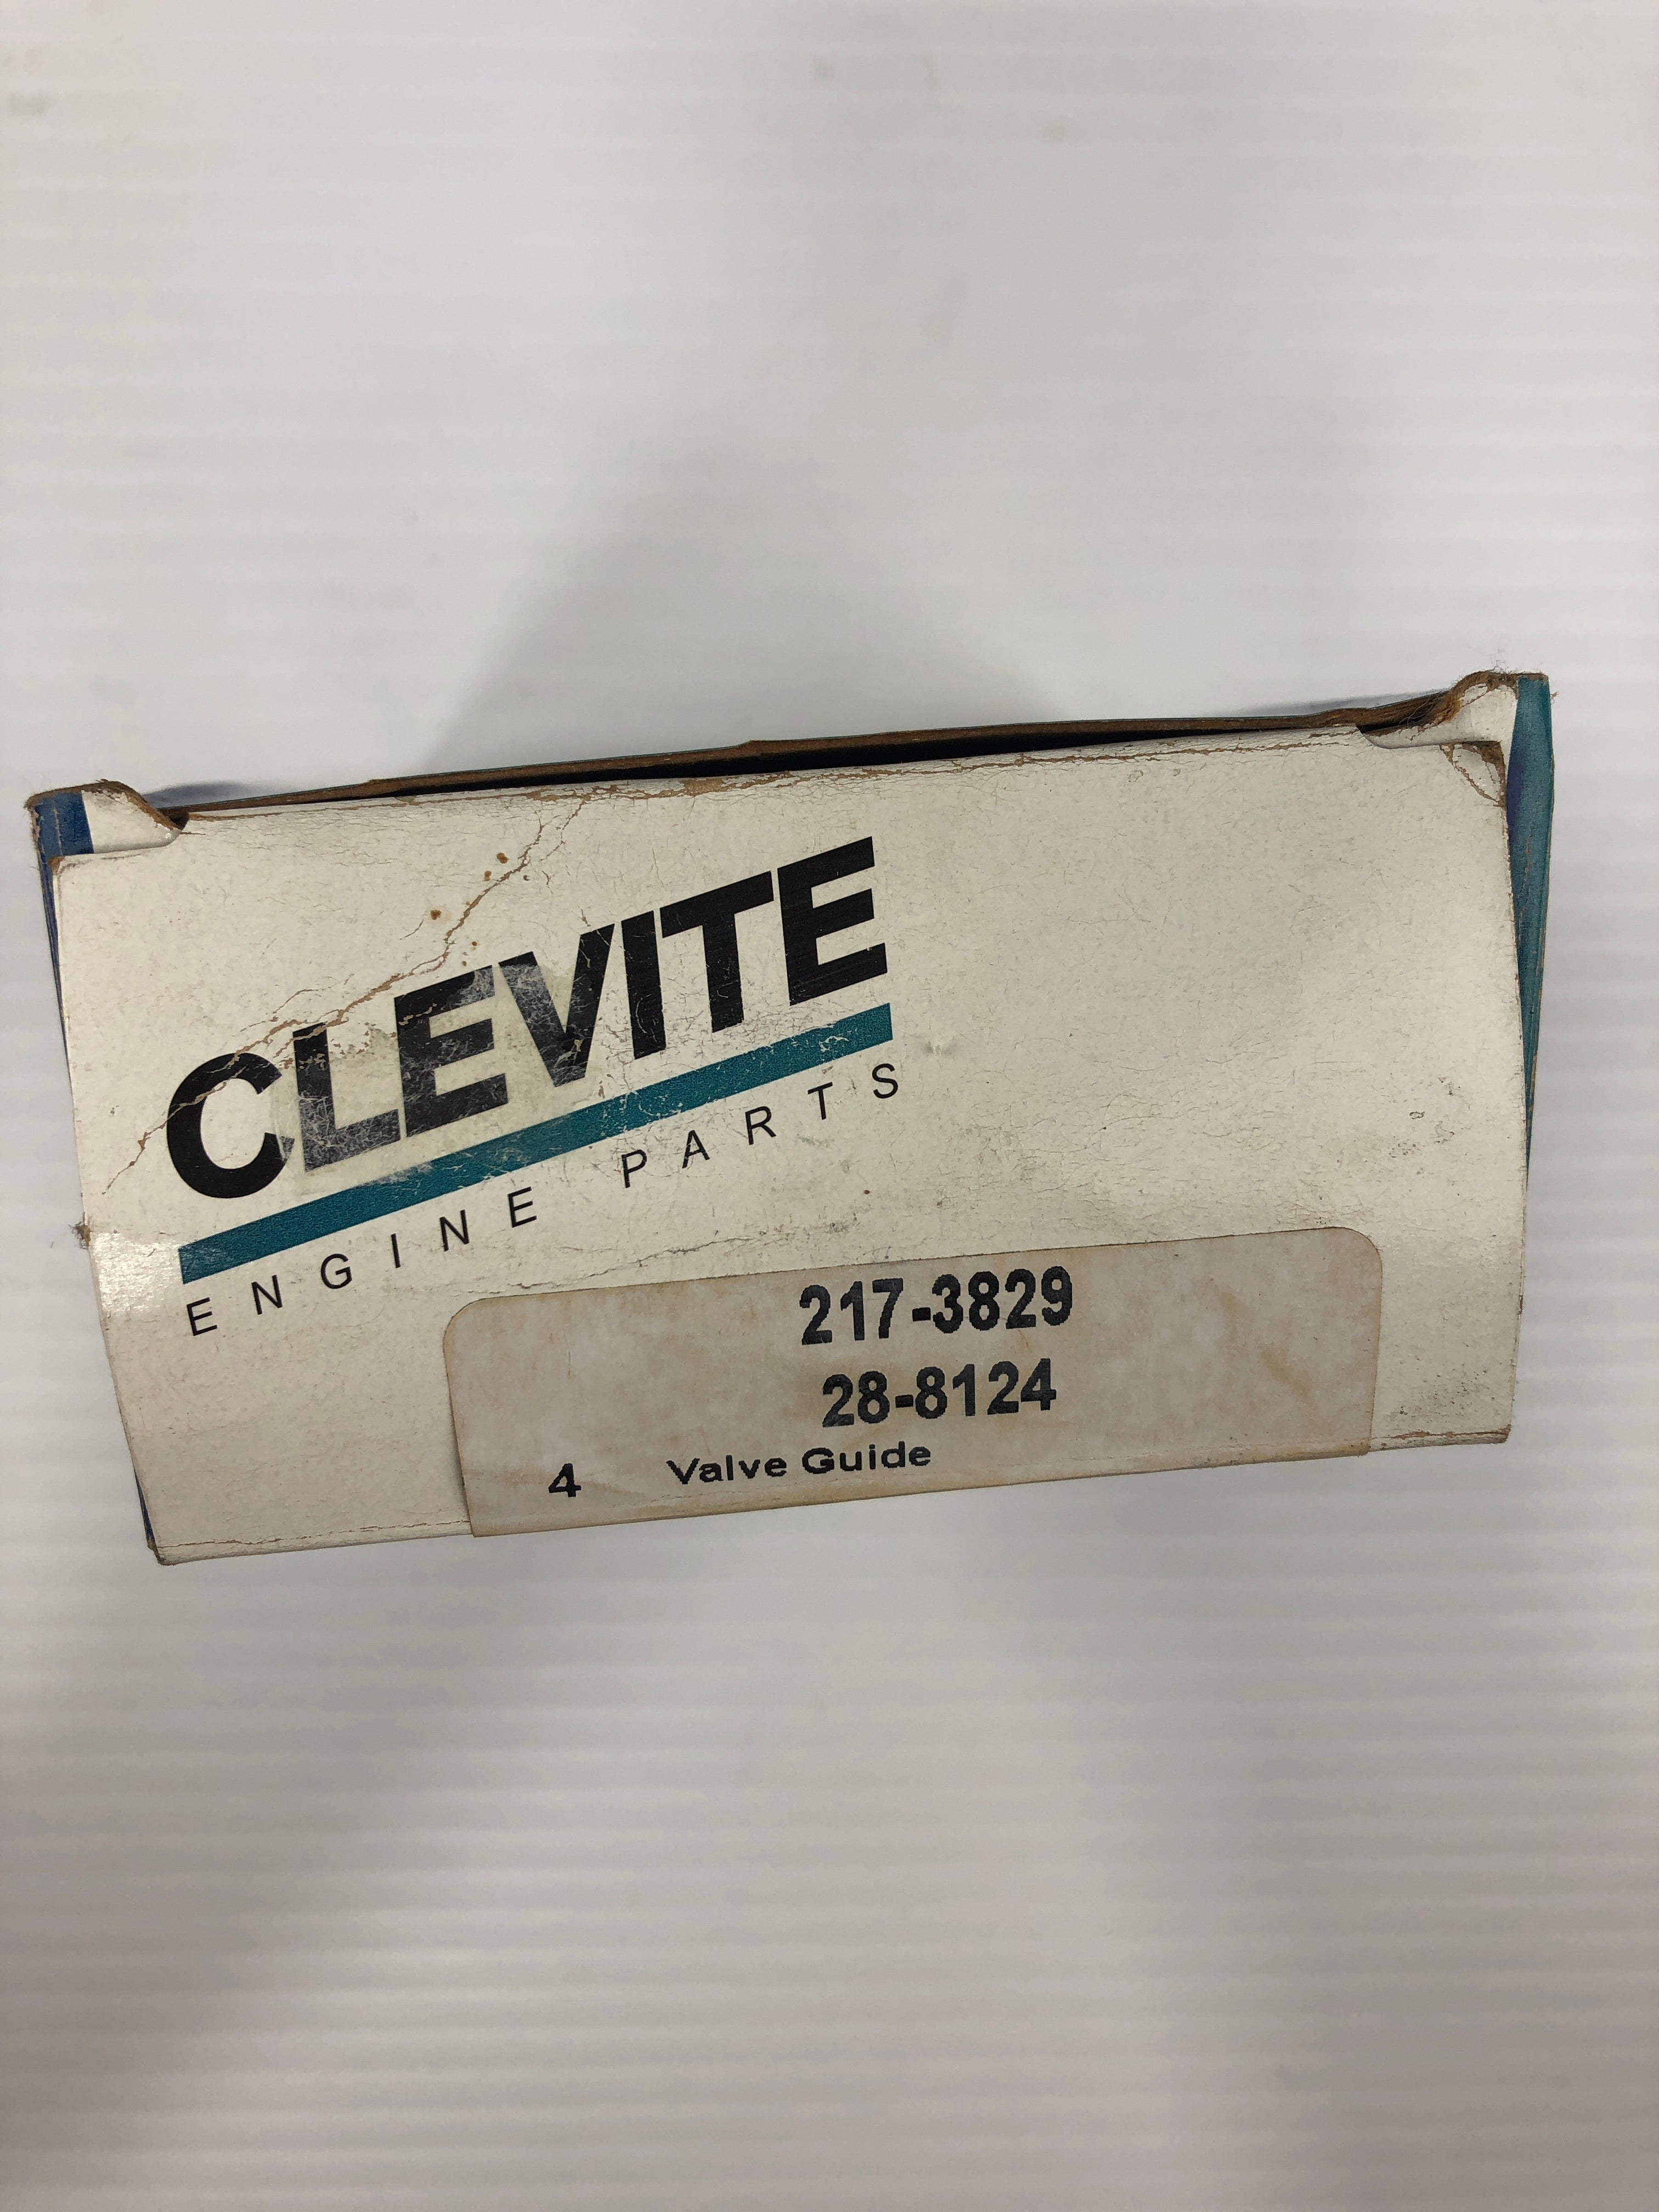 CLEVITE
ENGINE PARTS
217-3829
28-8124
4 Valve Guide